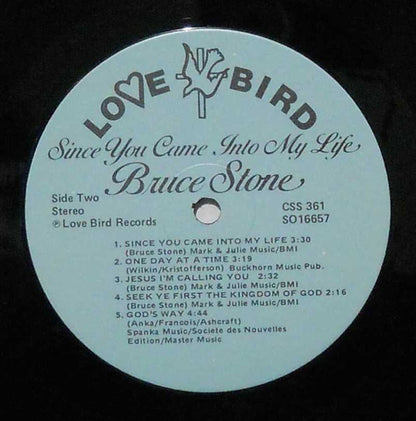 LOVE BIRD
Since You Came Into My Life
Bruce Stone
Side Two
Stereo
℗ Love Bird Records
CSS 361
SO16657
1. SINCE YOU CAME INTO MY LIFE 3:30
(Bruce Stone) Mark & Julie Music/BMI
2. ONE DAY AT A TIME 3:19
(Wilkin/Kristofferson) Buckhorn Music Pub.
3. JESUS I'M CALLING YOU 2:32
(Bruce Stone) Mark & Julie Music/BMI
4. SEEK YE FIRST THE KINGDOM OF GOD 2:16
(Bruce Stone) Mark & Julie Music/BMI
5. GOD'S WAY 4:44
(Anka/Francois/Ashcraft)
Spanka Music/Societe des Nouvelles
Edition/Master Music